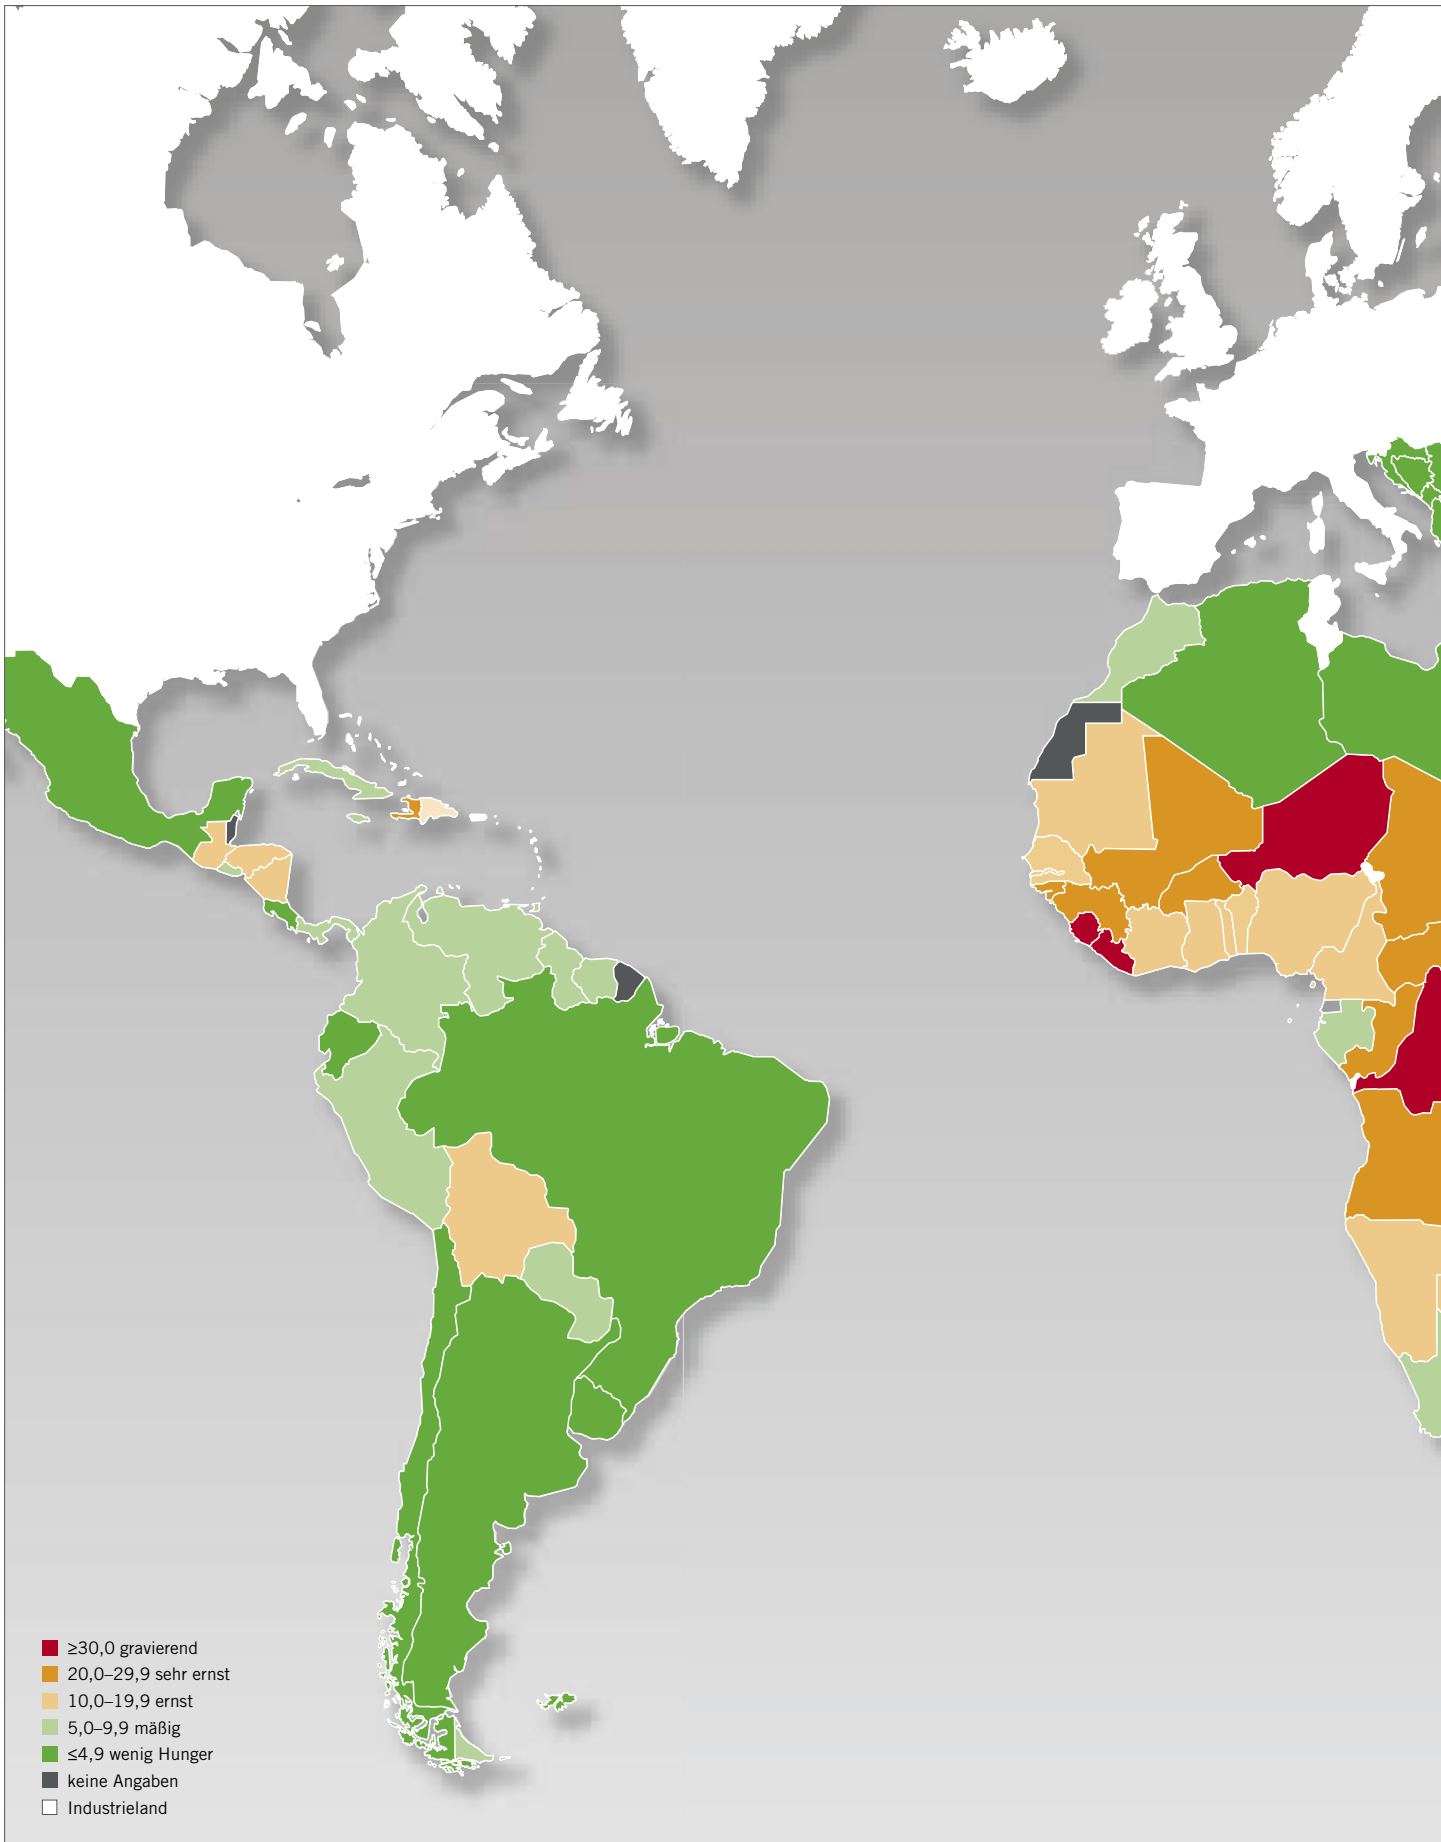 ≥30,0 gravierend
20,0–29,9 sehr ernst
10,0–19,9 ernst
5,0–9,9 mäßig
≤4,9 wenig Hunger
keine Angaben
Industrieland